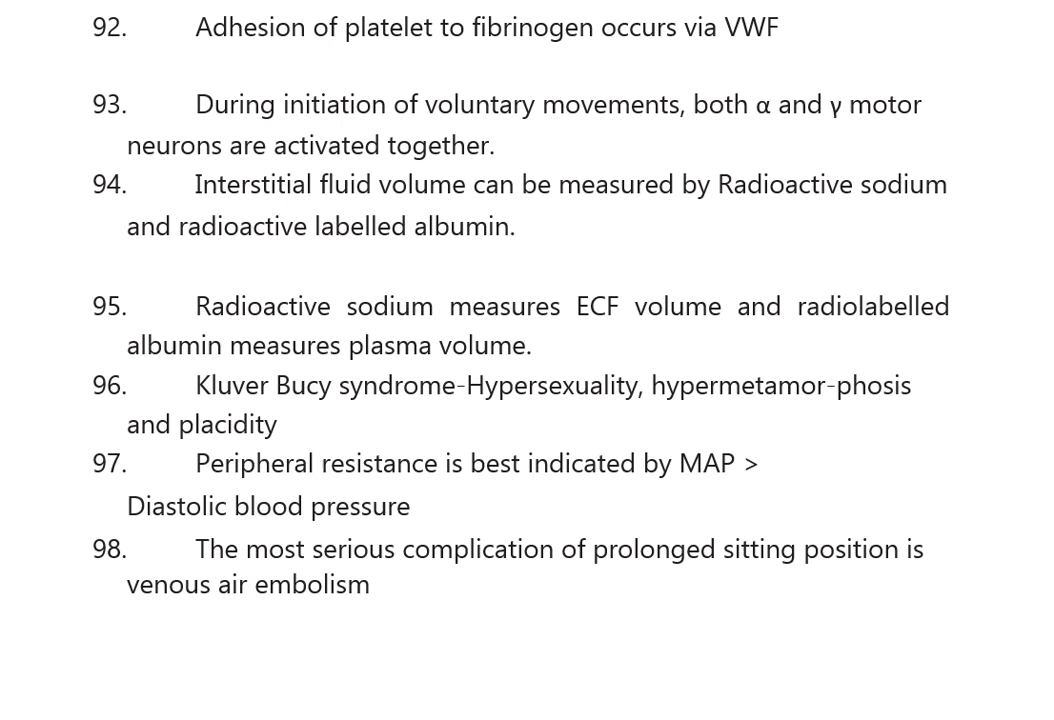 92. Adhesion of platelet to fibrinogen occurs via VWF
93. During initiation of voluntary movements, both α and γ motor
neurons are activated together.
94. Interstitial fluid volume can be measured by Radioactive sodium
and radioactive labelled albumin.
95. Radioactive sodium measures ECF volume and radiolabelled
albumin measures plasma volume.
96. Kluver Bucy syndrome-Hypersexuality, hypermetamor-phosis
and placidity
97. Peripheral resistance is best indicated by MAP >
Diastolic blood pressure
98. The most serious complication of prolonged sitting position is
venous air embolism